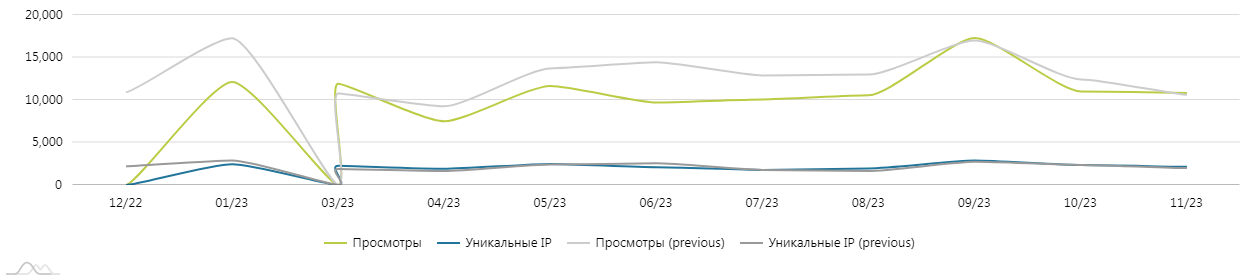 20,000
15,000
10,000
5,000
0
12/22 01/23 03/23 04/23 05/23 06/23 07/23 08/23 09/23 10/23 11/23
Просмотры Уникальные IP Просмотры (previous) Уникальные IP (previous)